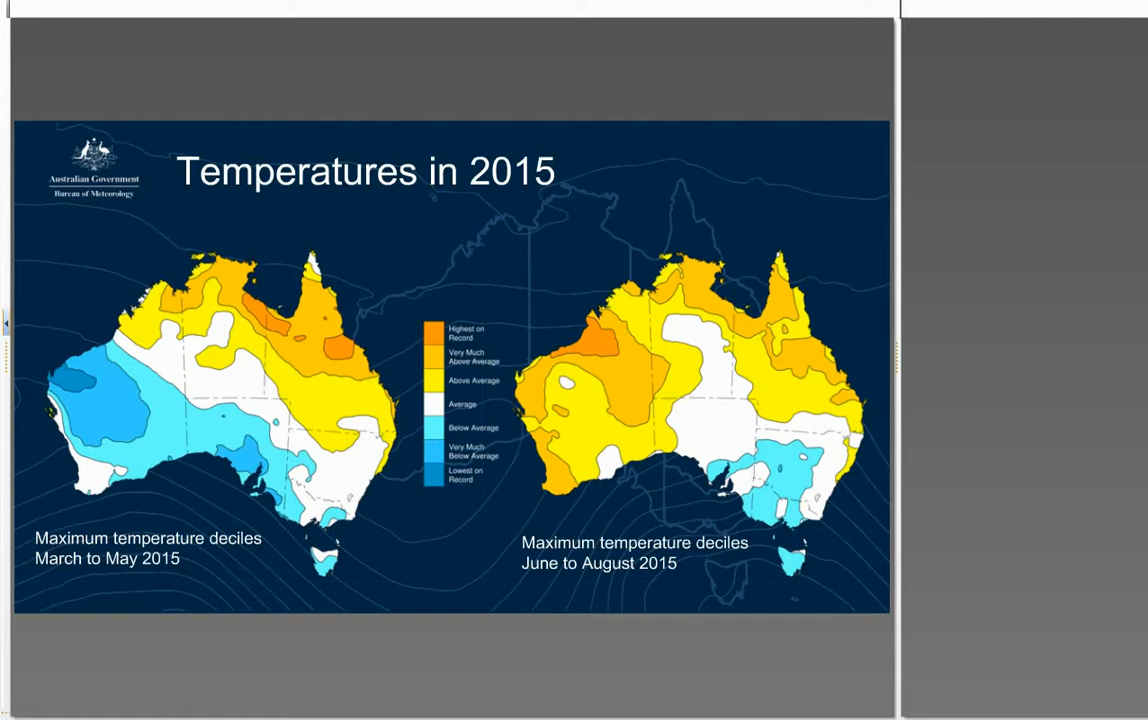 Australian Government
Bureau of Meteorology
Temperatures in 2015
Highest on
Record
Very Much
Above Average
Above Average
Average
Below Average
Very Much
Below Average
Lowest on
Record
Maximum temperature deciles
March to May 2015
Maximum temperature deciles
June to August 2015